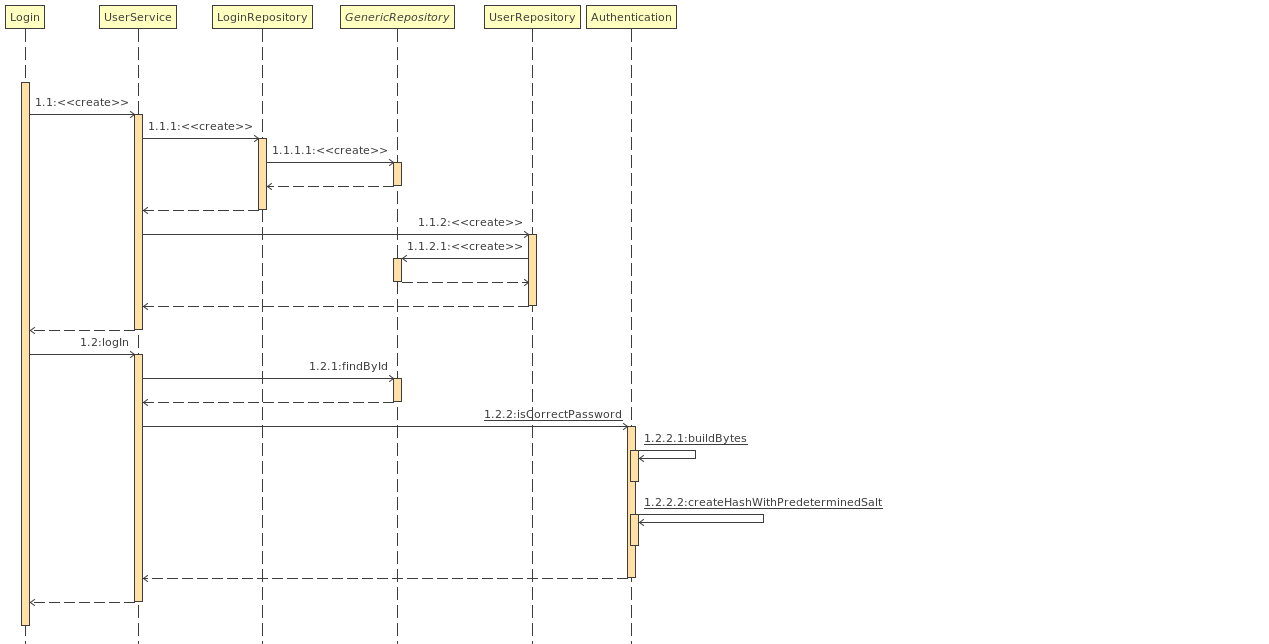 Login
UserService
LoginRepository
GenericRepository
UserRepository
Authentication
1.1:<<create>>
1.1.1:<<create>>
1.1.1.1:<<create>>
1.1.2:<<create>>
1.1.2.1:<<create>>
1.2:logIn
1.2.1:findById
1.2.2:isCorrectPassword
1.2.2.1:buildBytes
1.2.2.2:createHashWithPredeterminedSalt